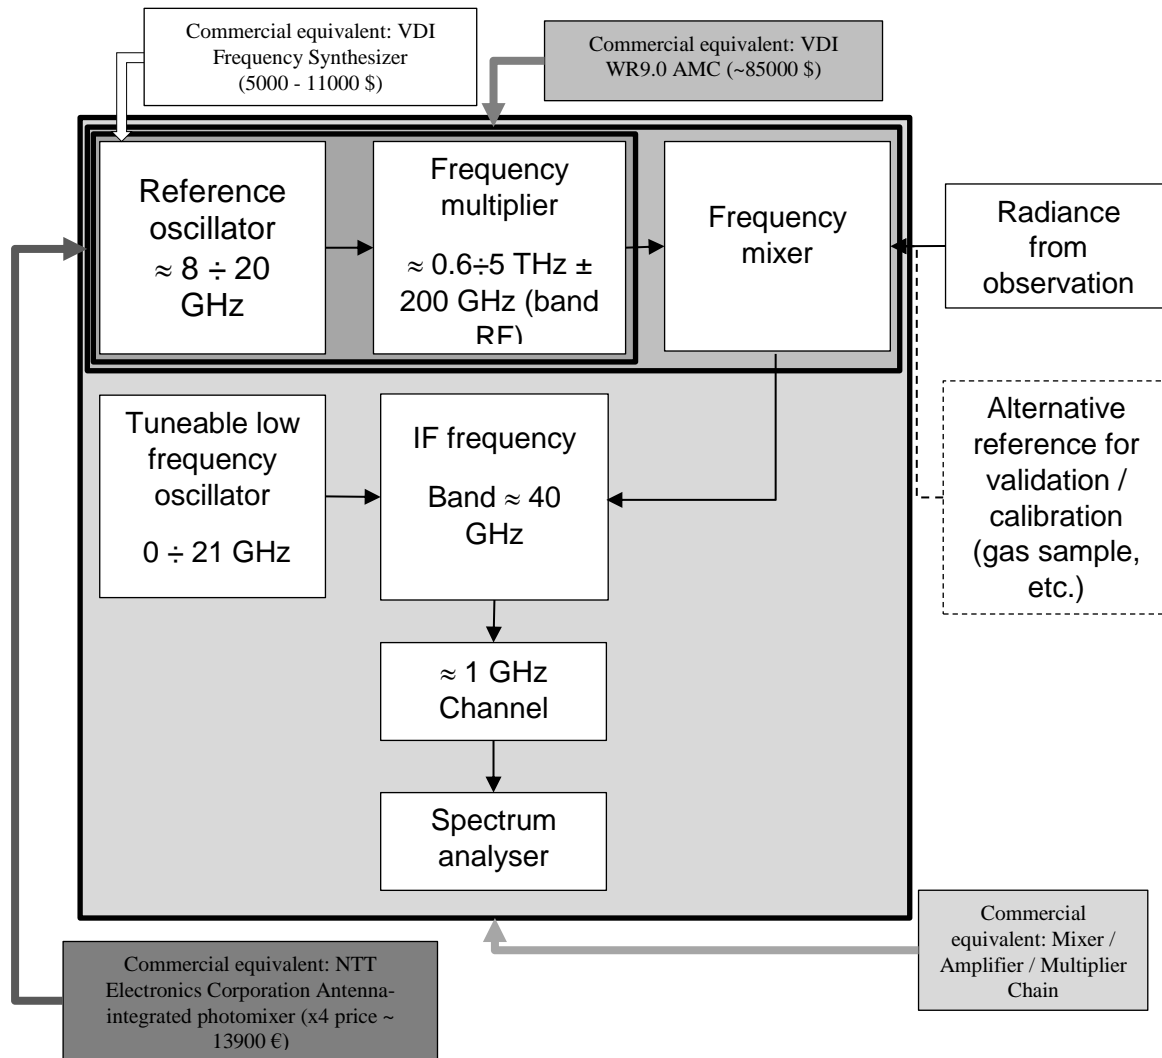 Commercial equivalent: VDI
Frequency Synthesizer
(5000 - 11000 $)
Commercial equivalent: VDI
WR9.0 AMC (~85000 $)
Reference
oscillator
≈ 8 ÷ 20
GHz
Frequency
multiplier
≈ 0.6÷5 THz ±
200 GHz (band
RF)
Frequency
mixer
Radiance
from
observation
Tuneable low
frequency
oscillator
0 ÷ 21 GHz
IF frequency
Band ≈ 40
GHz
Alternative
reference for
validation /
calibration
(gas sample,
etc.)
≈ 1 GHz
Channel
Spectrum
analyser
Commercial
equivalent: Mixer /
Amplifier / Multiplier
Chain
Commercial equivalent: NTT
Electronics Corporation Antenna-
integrated photomixer (x4 price ~
13900 €)